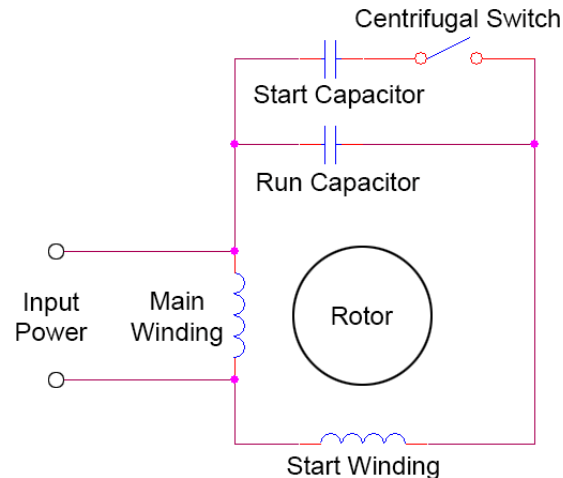 Centrifugal Switch
Start Capacitor
Run Capacitor
Input
Power
Main
Winding
Rotor
Start Winding